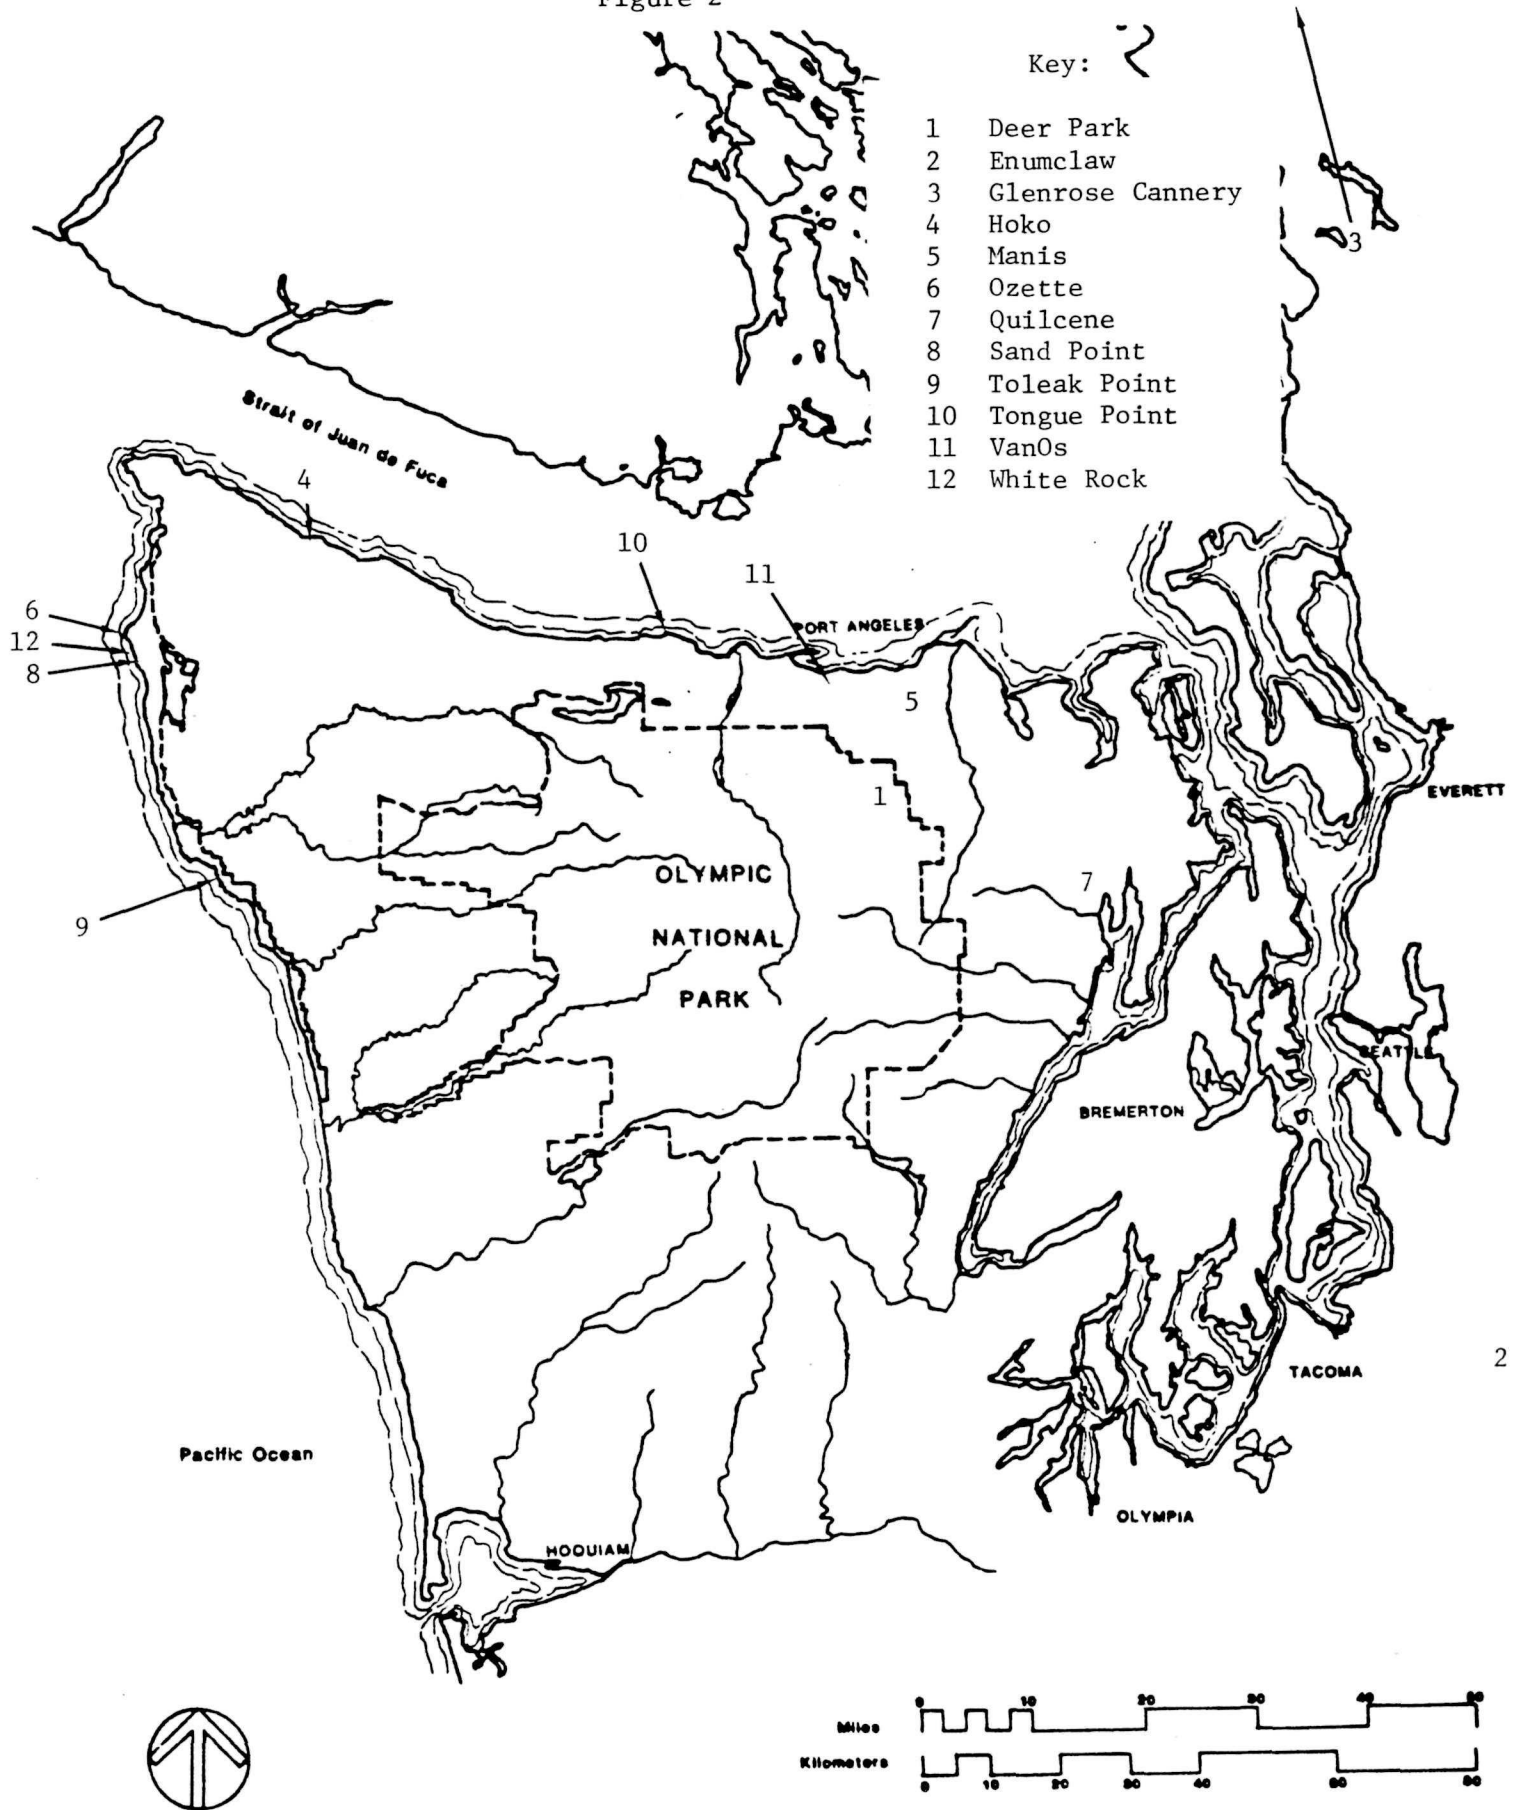 Figure 2
Key:
1 Deer Park
2 Enumclaw
3 Glenrose Cannery
4 Hoko
5 Manis
6 Ozette
7 Quilcene
8 Sand Point
9 Toleak Point
10 Tongue Point
11 VanOs
12 White Rock
3
Strait of Juan de Fuca
4
10
11
6
12
8
PORT ANGELES
5
1
EVERETT
OLYMPIC
NATIONAL
PARK
7
9
SEATTLE
BREMERTON
2
TACOMA
Pacific Ocean
OLYMPIA
HOQUIAM
0 10 20 30 40
Miles
Kilometers
0 10 20 30 40